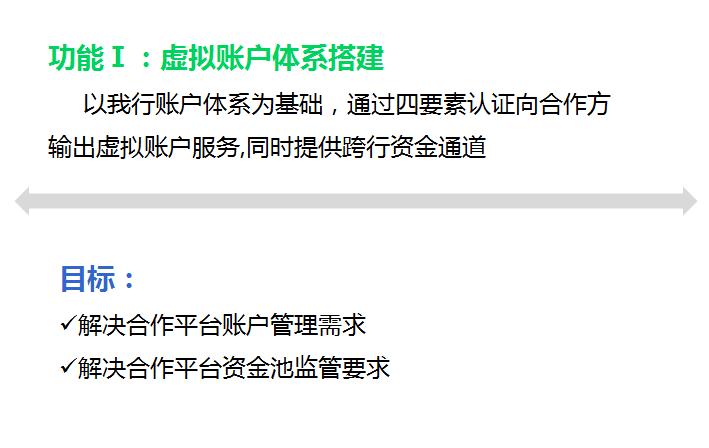 功能Ⅰ：虚拟账户体系搭建
以我行账户体系为基础，通过四要素认证向合作方
输出虚拟账户服务,同时提供跨行资金通道
目标：
✓解决合作平台账户管理需求
✓解决合作平台资金池监管要求